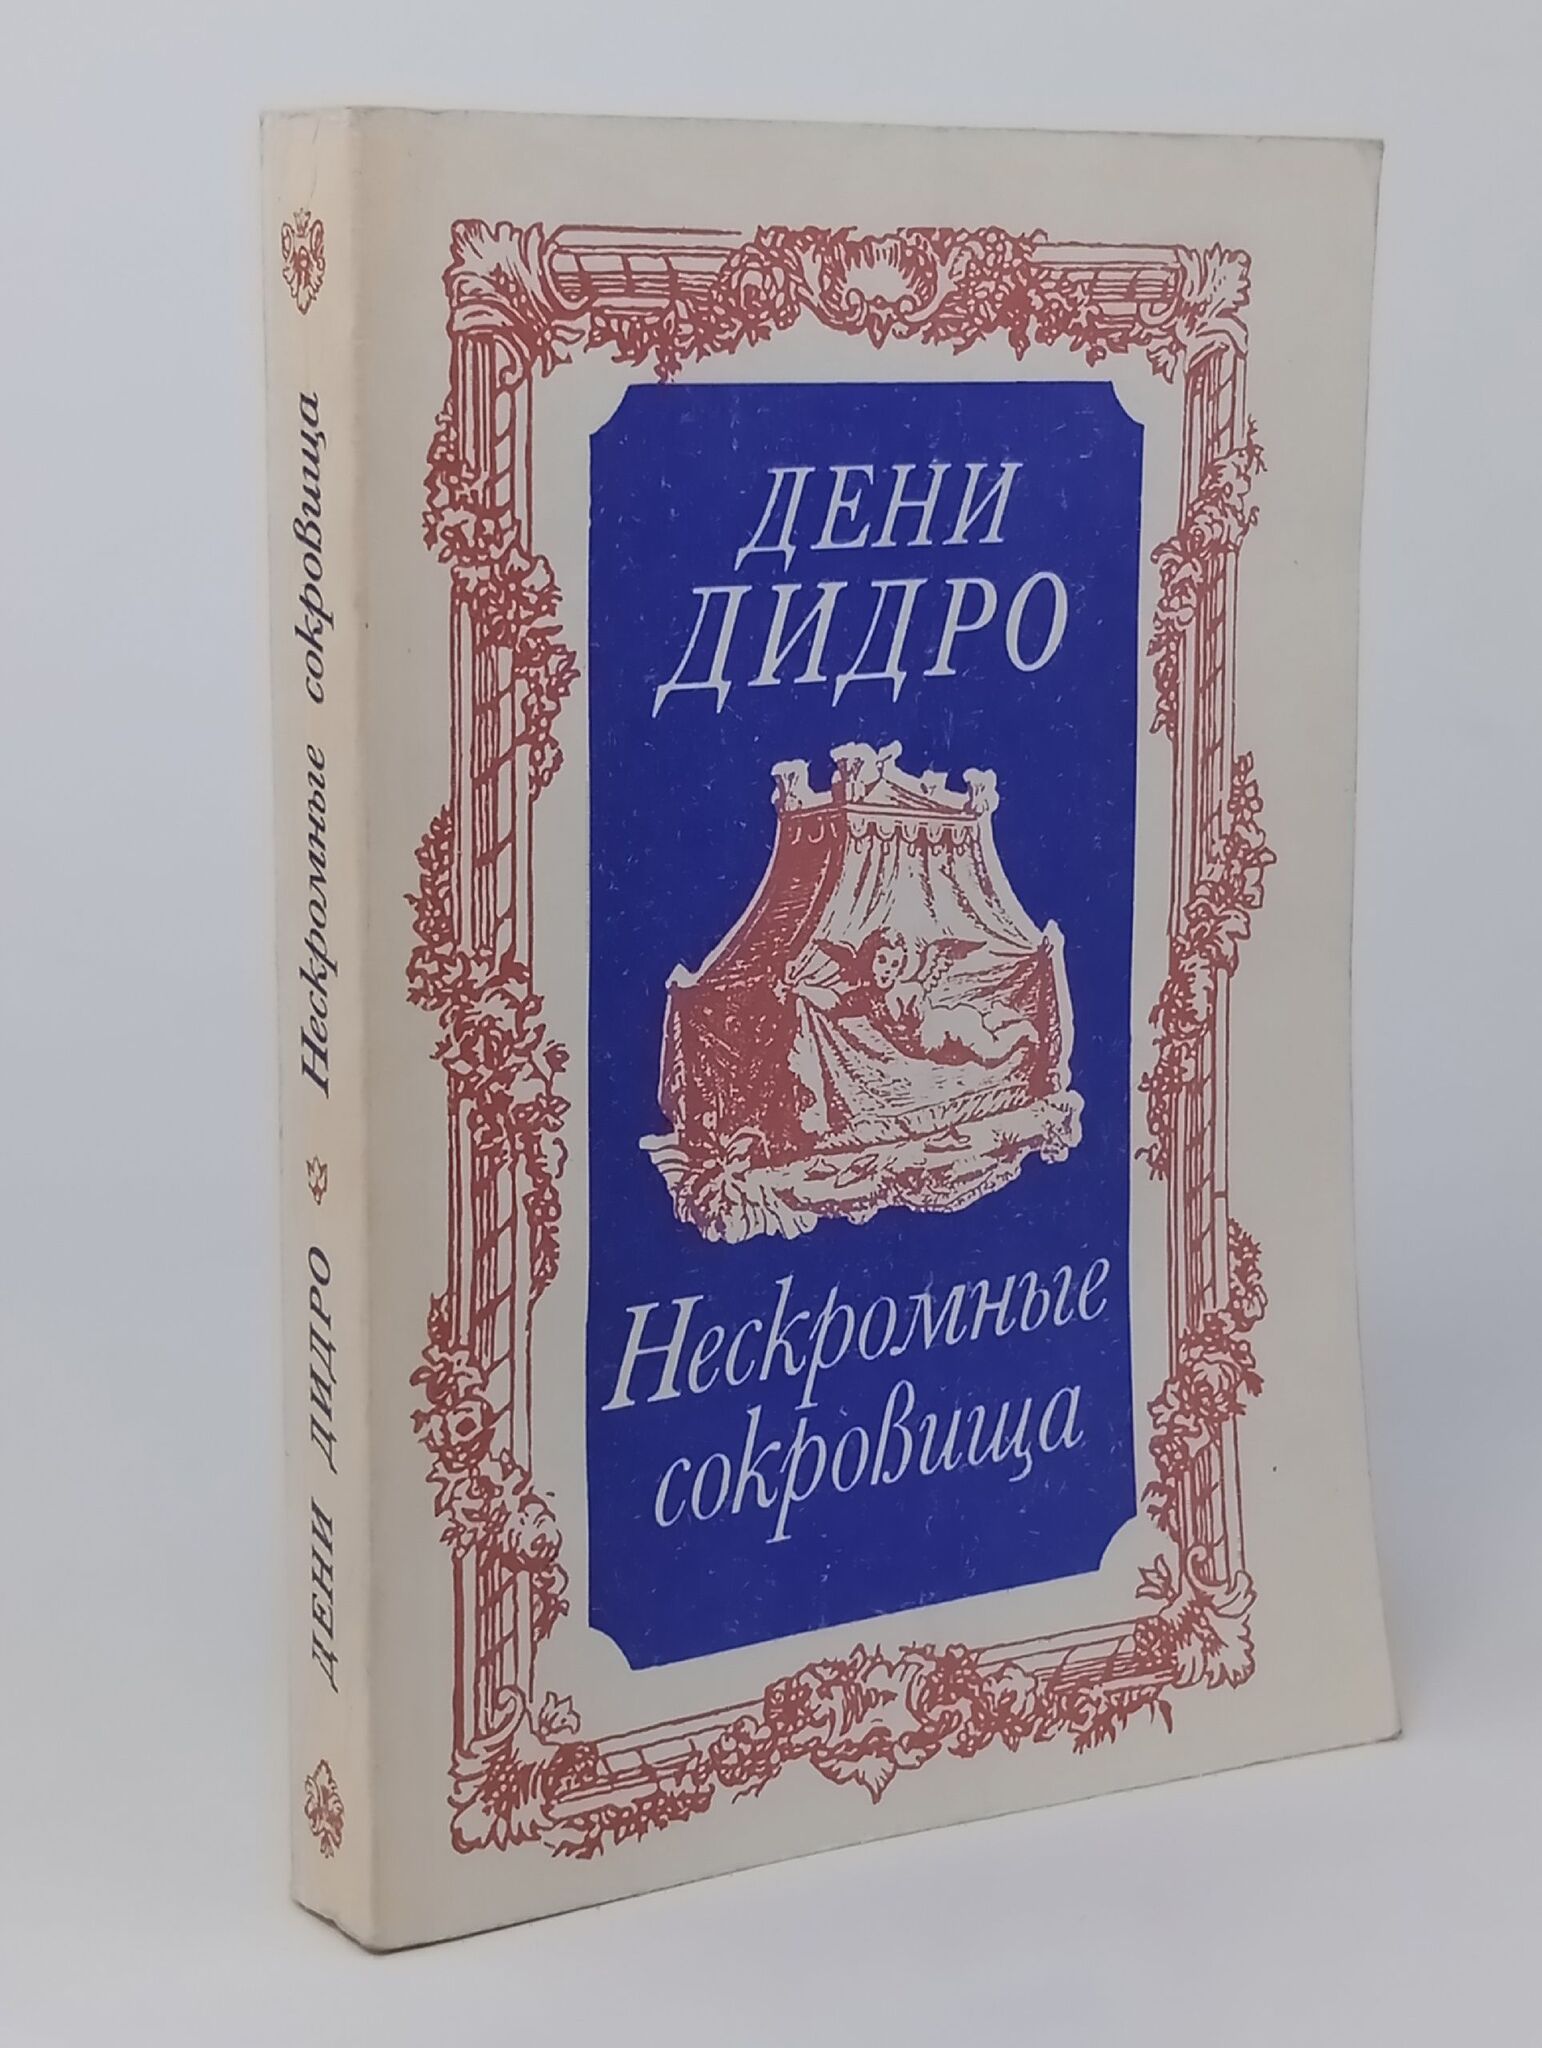 ДЕНИ
ДИДРО
Нескромные
сокровища
ДЕНИ ДИДРО Нескромные сокровища